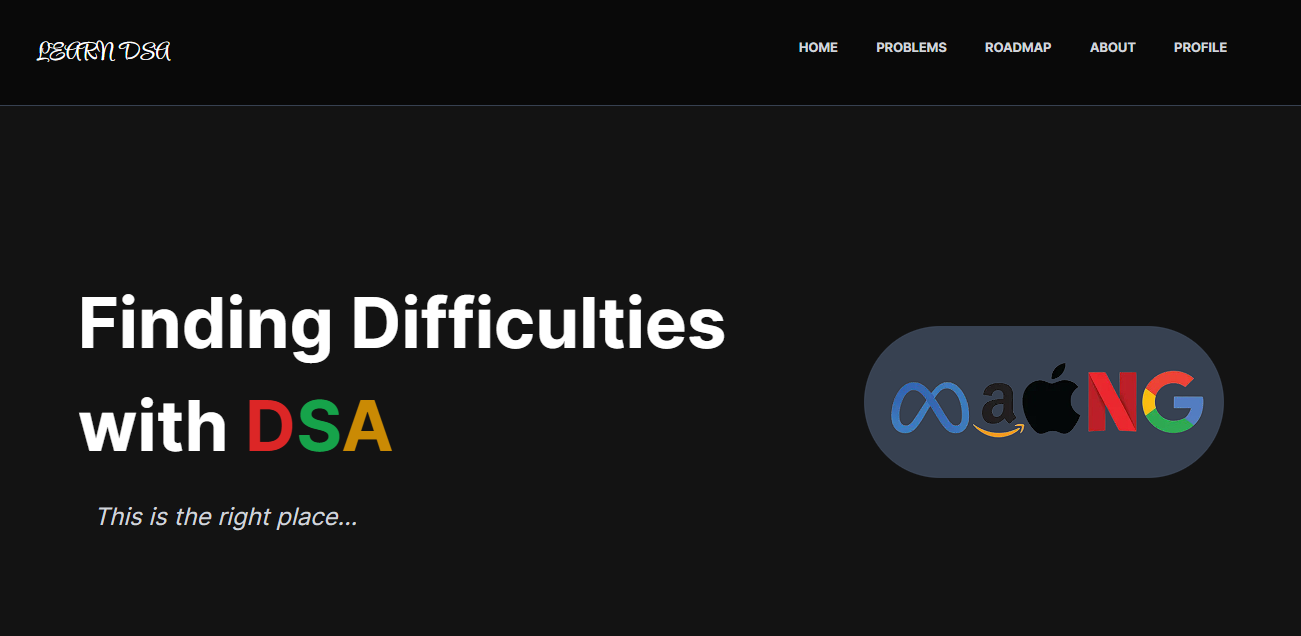 LEARN DSA
HOME PROBLEMS ROADMAP ABOUT PROFILE
Finding Difficulties
with DSA
This is the right place...
a N G